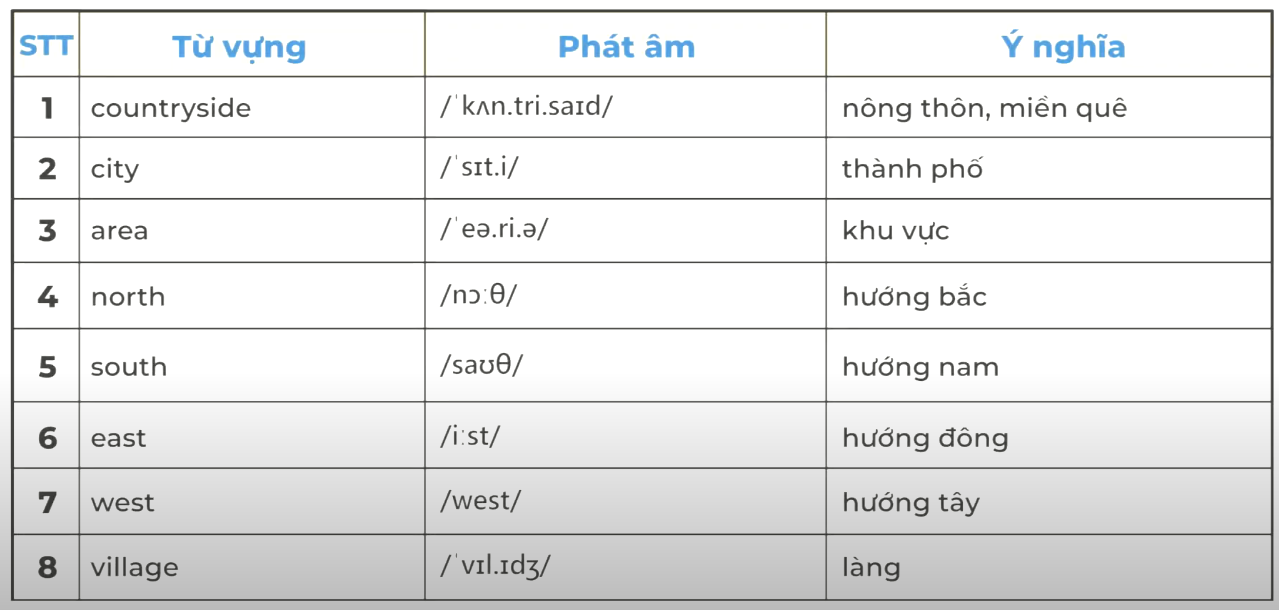 STT Từ vựng Phát âm Ý nghĩa
1 countryside /ˈkʌn.tri.saɪd/ nông thôn, miền quê
2 city /ˈsɪt.i/ thành phố
3 area /ˈeə.ri.ə/ khu vực
4 north /nɔːθ/ hướng bắc
5 south /saʊθ/ hướng nam
6 east /iːst/ hướng đông
7 west /west/ hướng tây
8 village /ˈvɪl.ɪdʒ/ làng